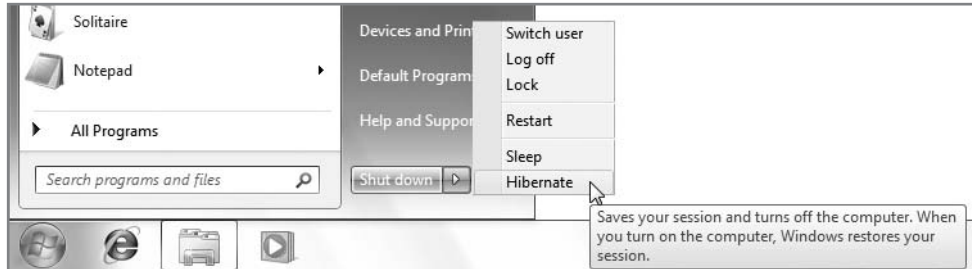 Solitaire
Notepad
All Programs
Search programs and files
Devices and Prin
Default Program
Help and Suppor
Shut down
Switch user
Log off
Lock
Restart
Sleep
Hibernate
Saves your session and turns off the computer. When
you turn on the computer, Windows restores your
session.